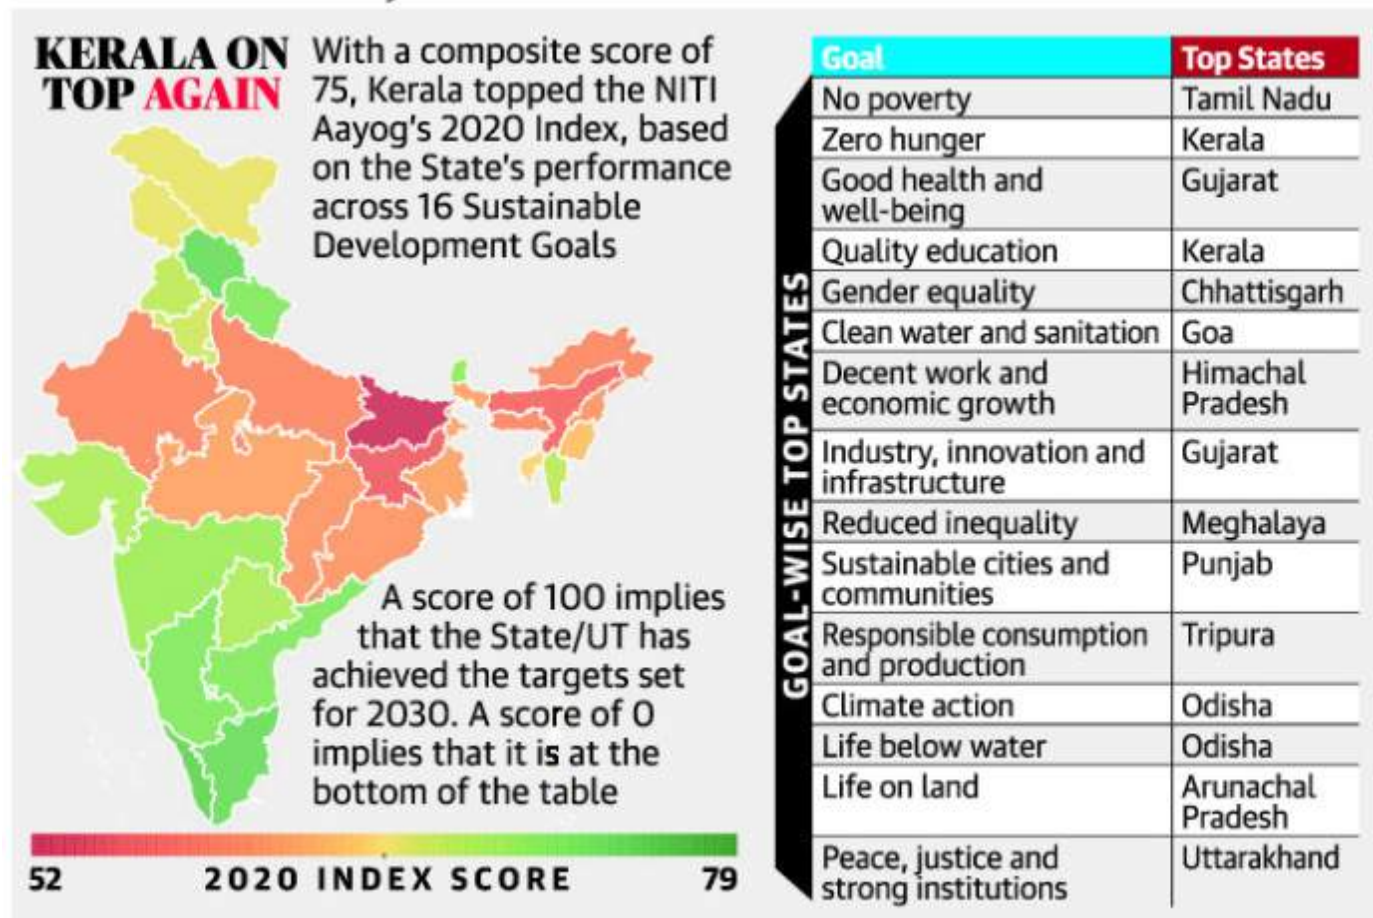 KERALA ON
TOP AGAIN
With a composite score of
75, Kerala topped the NITI
Aayog's 2020 Index, based
on the State's performance
across 16 Sustainable
Development Goals
A score of 100 implies
that the State/UT has
achieved the targets set
for 2030. A score of 0
implies that it is at the
bottom of the table
52 2020 INDEX SCORE 79
GOAL-WISE TOP STATES
Goal Top States
No poverty Tamil Nadu
Zero hunger Kerala
Good health and Gujarat
well-being
Quality education Kerala
Gender equality Chhattisgarh
Clean water and sanitation Goa
Decent work and Himachal
economic growth Pradesh
Industry, innovation and Gujarat
infrastructure
Reduced inequality Meghalaya
Sustainable cities and Punjab
communities
Responsible consumption Tripura
and production
Climate action Odisha
Life below water Odisha
Life on land Arunachal
Pradesh
Peace, justice and Uttarakhand
strong institutions